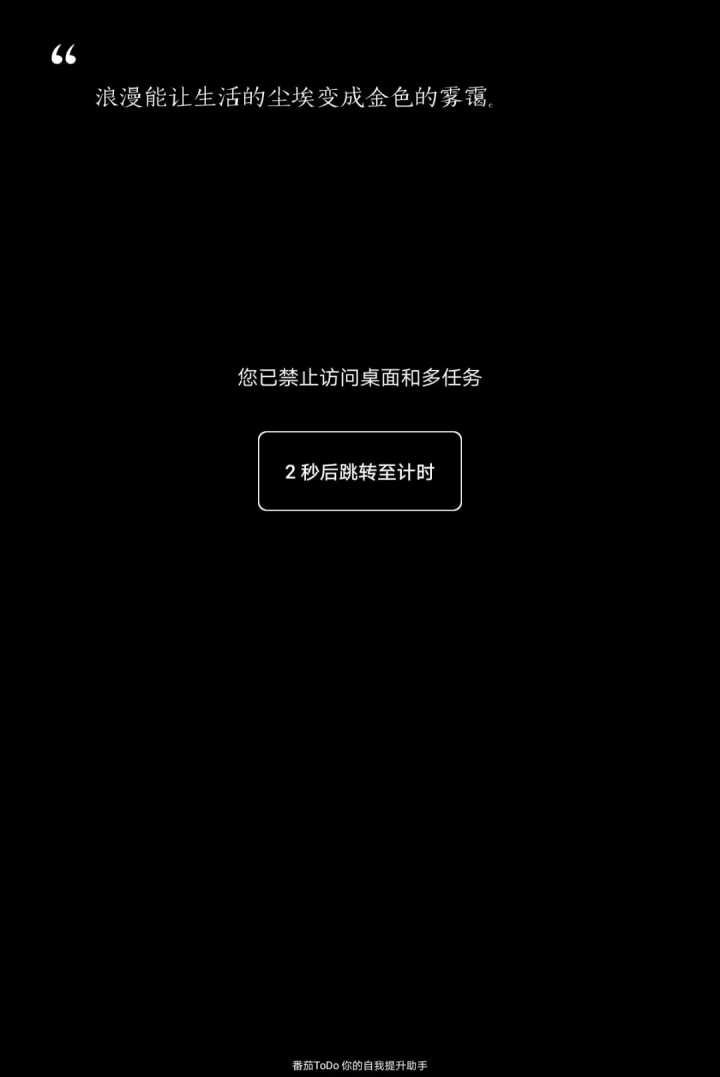 “
浪漫能让生活的尘埃变成金色的雾霭。
您已禁止访问桌面和多任务
2 秒后跳转至计时
番茄ToDo 你的自我提升助手